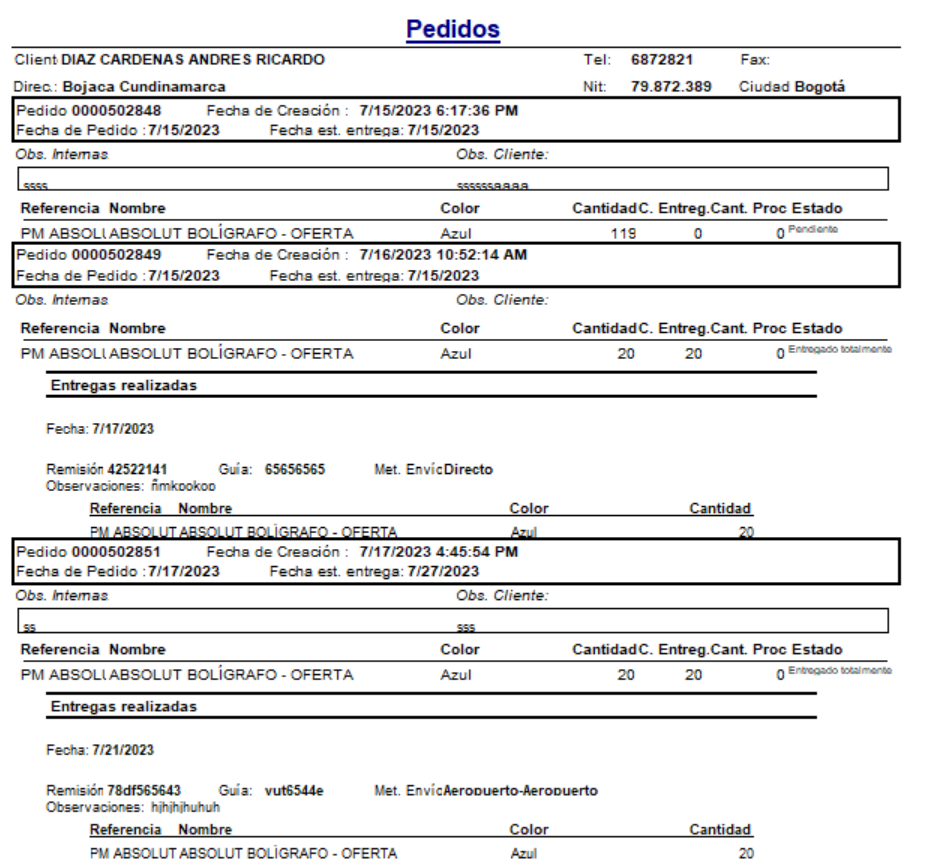 Pedidos
Client DIAZ CARDENAS ANDRES RICARDO Tel: 6872821 Fax:
Direc.: Bojaca Cundinamarca Nit: 79.872.389 Ciudad Bogotá
Pedido 0000502848 Fecha de Creación : 7/15/2023 6:17:36 PM
Fecha de Pedido : 7/15/2023 Fecha est. entrega: 7/15/2023
Obs. Internas Obs. Cliente:
ssss ssssssaaaa
Referencia Nombre Color Cantidad C. Entreg. Cant. Proc Estado
PM ABSOLU ABSOLUT BOLÍGRAFO - OFERTA Azul 119 0 0 Pendiente
Pedido 0000502849 Fecha de Creación : 7/16/2023 10:52:14 AM
Fecha de Pedido : 7/15/2023 Fecha est. entrega: 7/15/2023
Obs. Internas Obs. Cliente:
Referencia Nombre Color Cantidad C. Entreg. Cant. Proc Estado
PM ABSOLU ABSOLUT BOLÍGRAFO - OFERTA Azul 20 20 0 Entregado totalmente
Entregas realizadas
Fecha: 7/17/2023
Remisión 42522141 Guía: 65656565 Met. Envíc Directo
Observaciones: ñmkpokop
Referencia Nombre Color Cantidad
PM ABSOLUT ABSOLUT BOLÍGRAFO - OFERTA Azul 20
Pedido 0000502851 Fecha de Creación : 7/17/2023 4:45:54 PM
Fecha de Pedido : 7/17/2023 Fecha est. entrega: 7/27/2023
Obs. Internas Obs. Cliente:
ss sss
Referencia Nombre Color Cantidad C. Entreg. Cant. Proc Estado
PM ABSOLU ABSOLUT BOLÍGRAFO - OFERTA Azul 20 20 0 Entregado totalmente
Entregas realizadas
Fecha: 7/21/2023
Remisión 78df565643 Guía: vut6544e Met. Envíc Aeropuerto-Aeropuerto
Observaciones: hjhjhjhuhuh
Referencia Nombre Color Cantidad
PM ABSOLUT ABSOLUT BOLÍGRAFO - OFERTA Azul 20